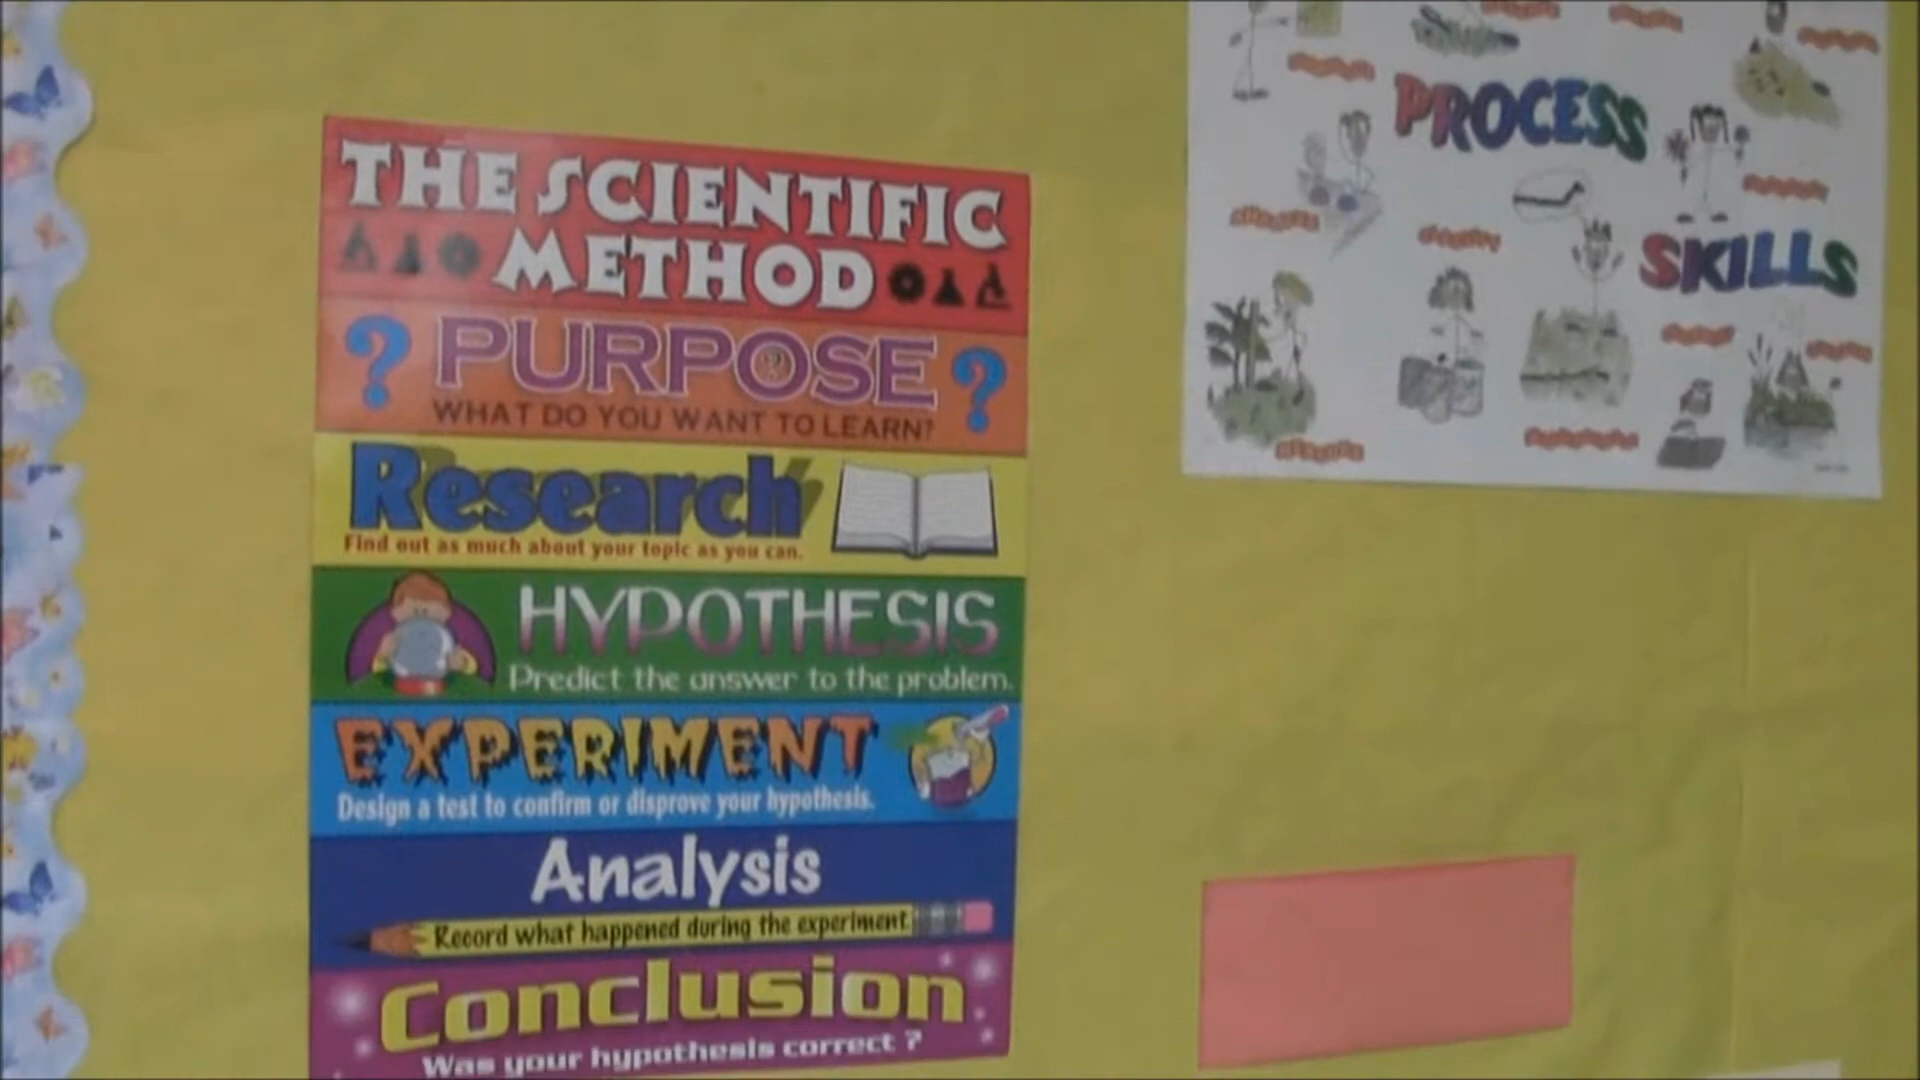 THE SCIENTIFIC
METHOD
PURPOSE
WHAT DO YOU WANT TO LEARN?
Research
Find out as much about your topic as you can.
HYPOTHESIS
Predict the answer to the problem.
EXPERIMENT
Design a test to confirm or disprove your hypothesis.
Analysis
Record what happened during the experiment.
Conclusion
Was your hypothesis correct?
PROCESS
SKILLS